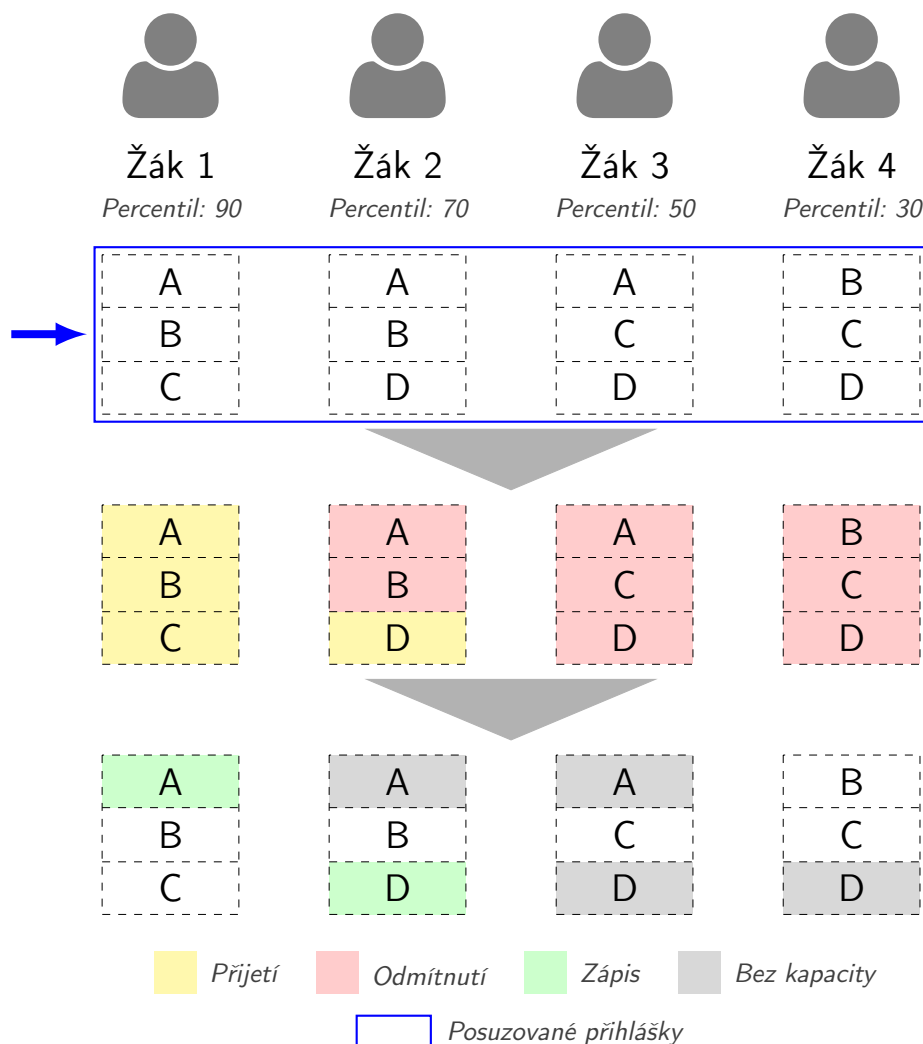 Žák 1 Žák 2 Žák 3 Žák 4
Percentil: 90 Percentil: 70 Percentil: 50 Percentil: 30
A A A B
B B C C
C D D D
A A A B
B B C C
C D D D
A A A B
B B C C
C D D D
Přijetí Odmítnutí Zápis Bez kapacity
Posuzované přihlášky